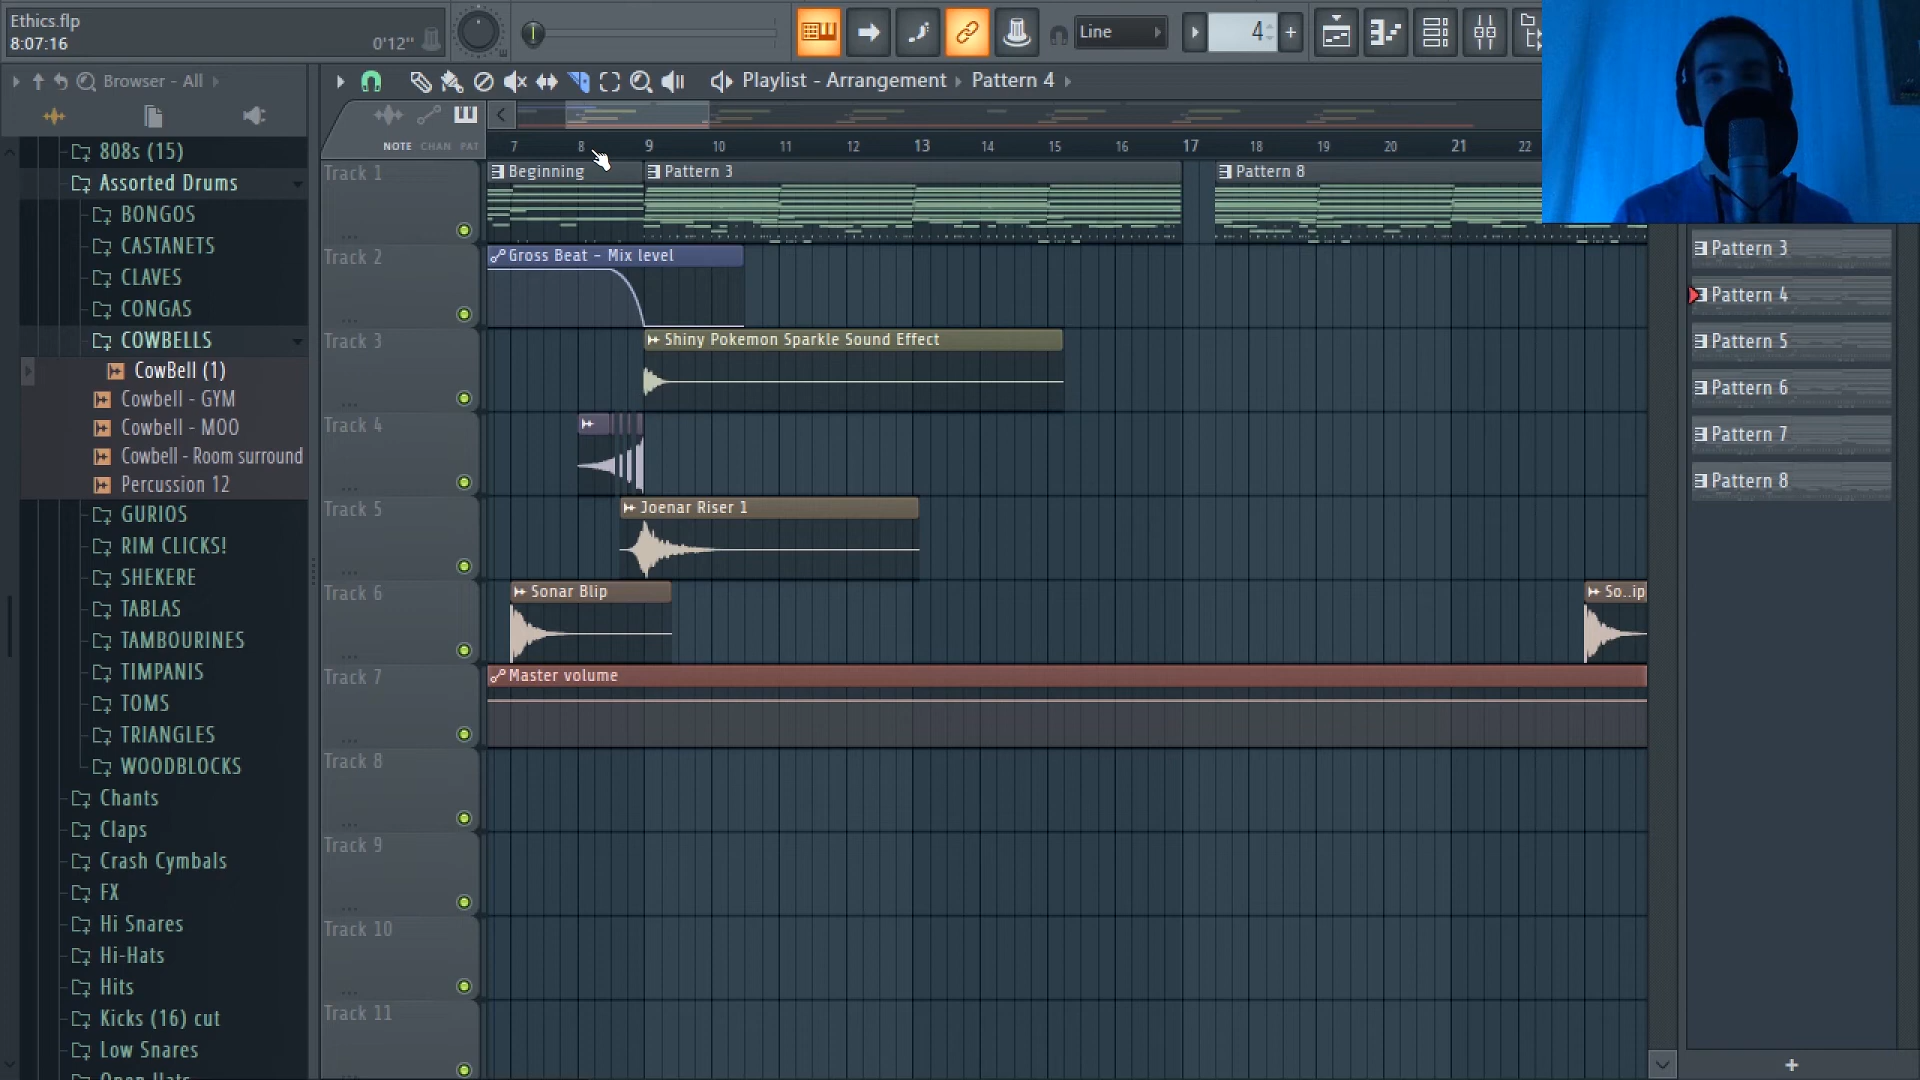 Ethics.flp
8:07:16
0'12"
Line
4
Browser - All
Playlist - Arrangement
Pattern 4
NOTE CHAN PAT
7 8 9 10 11 12 13 14 15 16 17 18 19 20 21 22
808s (15)
Assorted Drums
BONGOS
CASTANETS
CLAVES
CONGAS
COWBELLS
CowBell (1)
Cowbell - GYM
Cowbell - MOO
Cowbell - Room surround
Percussion 12
GURIOS
RIM CLICKS!
SHEKERE
TABLAS
TAMBOURINES
TIMPANIS
TOMS
TRIANGLES
WOODBLOCKS
Chants
Claps
Crash Cymbals
FX
Hi Snares
Hi-Hats
Hits
Kicks (16) cut
Low Snares
Open Hats
Track 1
Beginning
Pattern 3
Pattern 8
Track 2
Gross Beat - Mix level
Track 3
Shiny Pokemon Sparkle Sound Effect
Track 4
Track 5
Joenar Riser 1
Track 6
Sonar Blip
So..ip
Track 7
Master volume
Track 8
Track 9
Track 10
Track 11
Pattern 3
Pattern 4
Pattern 5
Pattern 6
Pattern 7
Pattern 8